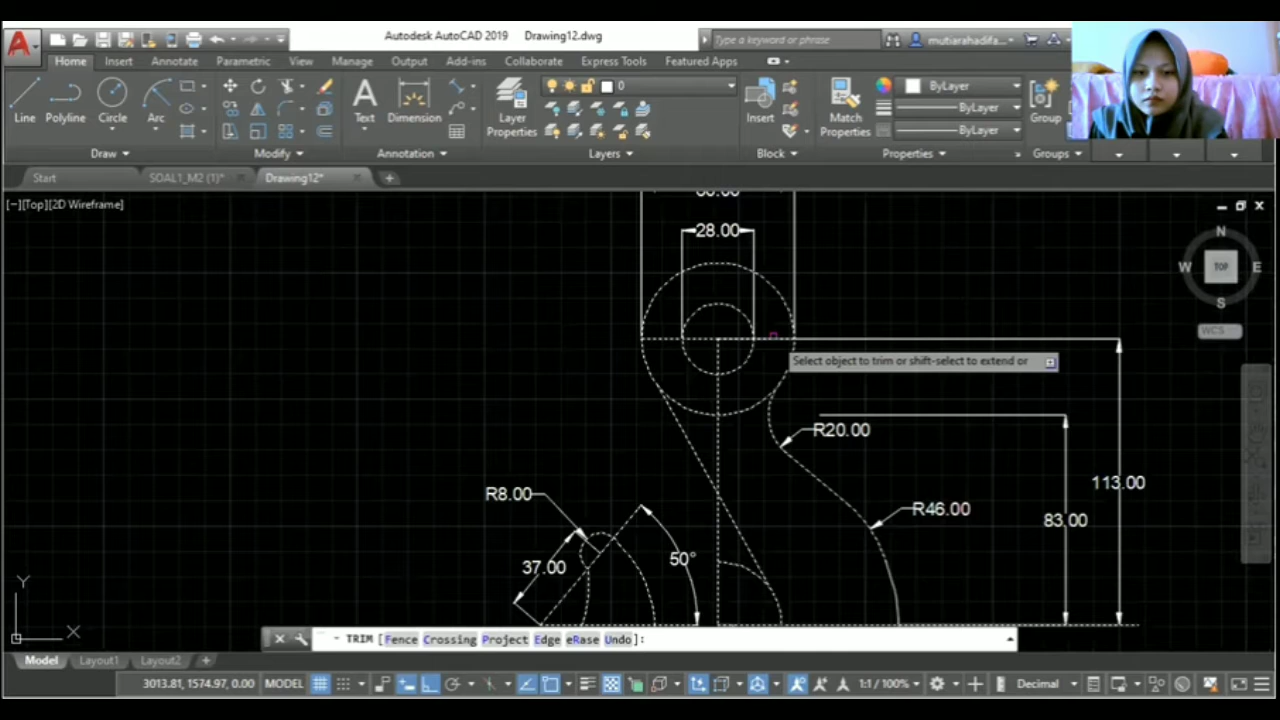 Autodesk AutoCAD 2019 Drawing12.dwg
Type a keyword or phrase
mutiarahadifa...
Home Insert Annotate Parametric View Manage Output Add-ins Collaborate Express Tools Featured Apps
Line Polyline Circle Arc
Text Dimension
Layer Properties
0
Insert
Match Properties
ByLayer
ByLayer
ByLayer
Group
Draw Modify Annotation Layers Block Properties Groups
Start SOAL1_M2 (1)* Drawing12*
[−][Top][2D Wireframe]
N
W TOP E
S
WCS
28.00
Select object to trim or shift-select to extend or
R20.00
113.00
R8.00
R46.00
83.00
50°
37.00
Y
X
TRIM [Fence Crossing Project Edge eRase Undo]:
Model Layout1 Layout2
3013.81, 1574.97, 0.00 MODEL 1:1 / 100% Decimal